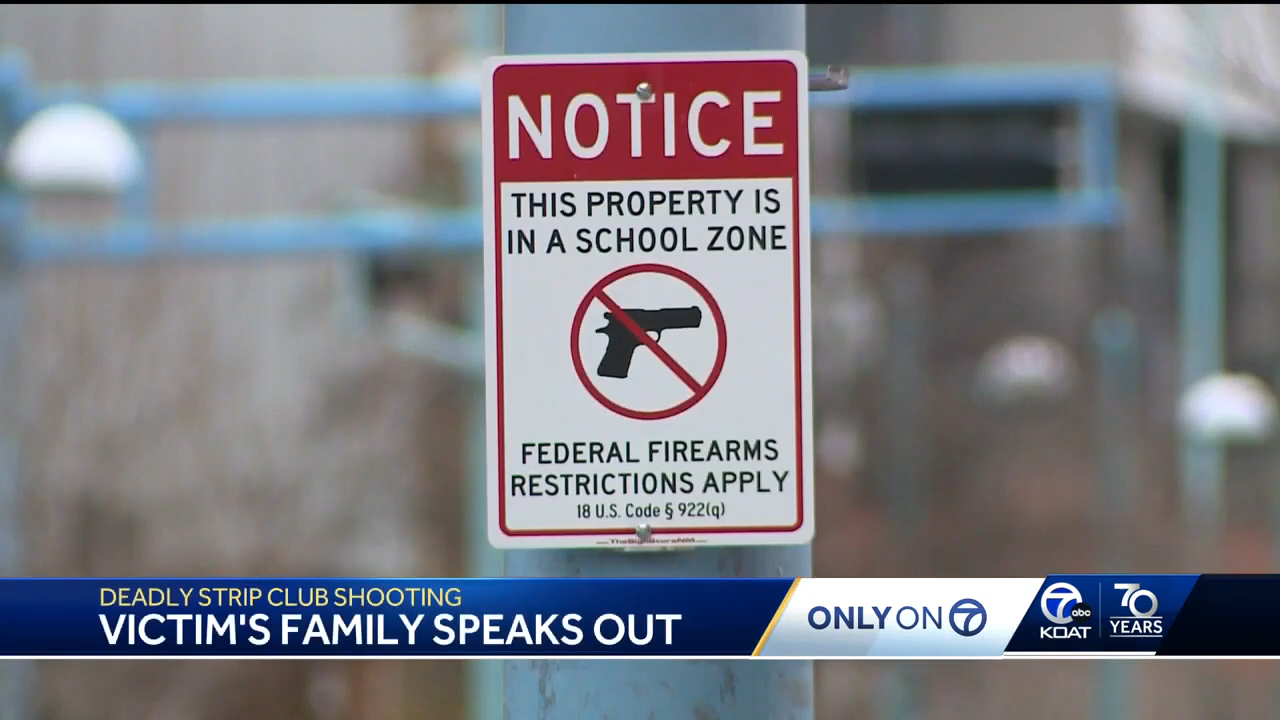 NOTICE
THIS PROPERTY IS
IN A SCHOOL ZONE
FEDERAL FIREARMS
RESTRICTIONS APPLY
18 U.S. Code § 922(q)
DEADLY STRIP CLUB SHOOTING
VICTIM'S FAMILY SPEAKS OUT
ONLY ON 7
7 abc
KOAT
70
YEARS